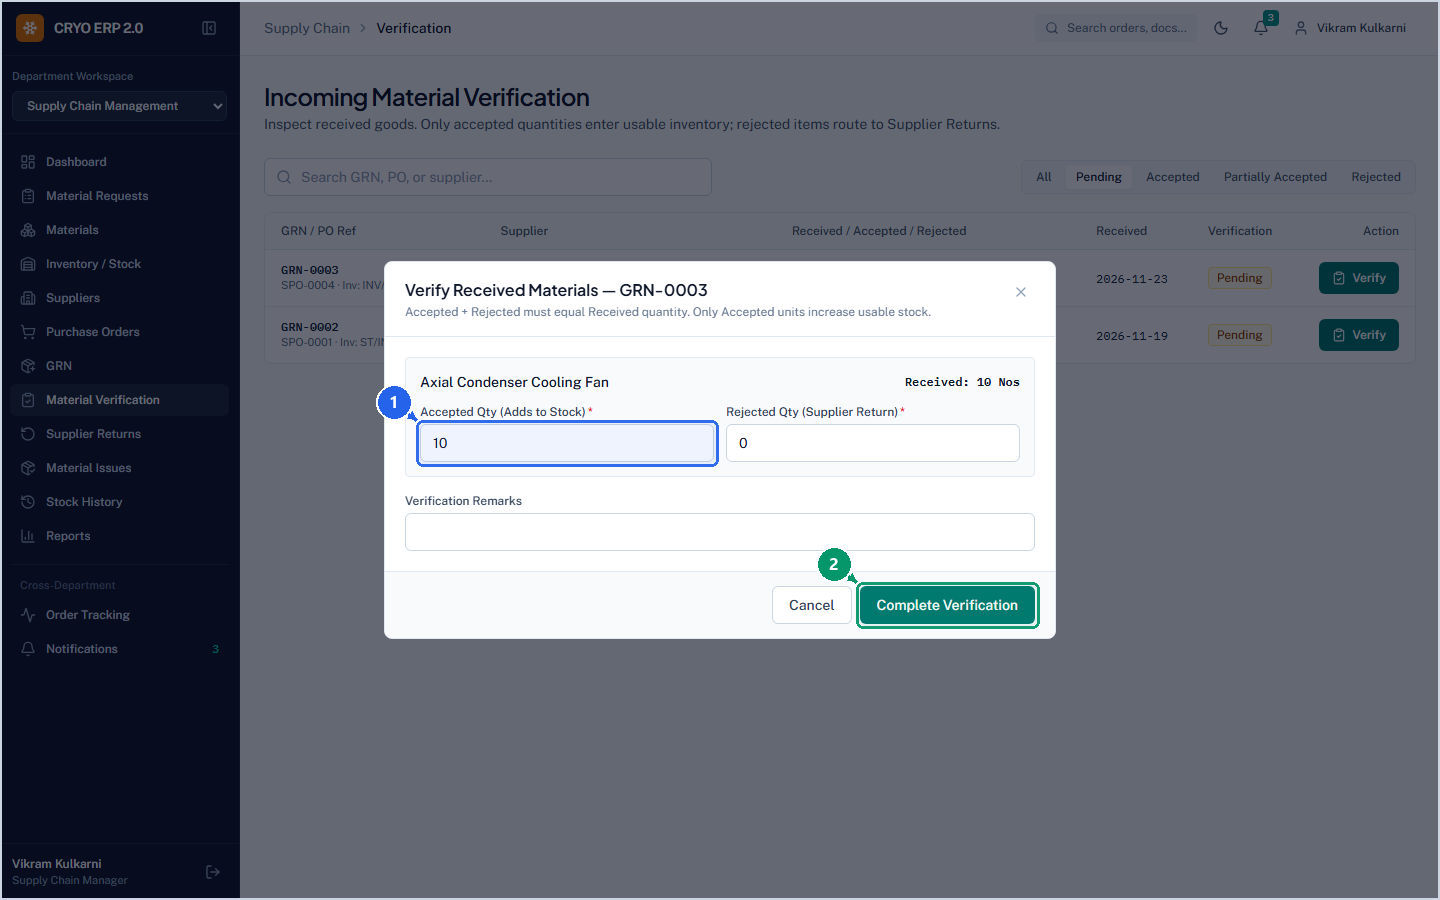 CRYO ERP 2.0
Department Workspace
Supply Chain Management
Dashboard
Material Requests
Materials
Inventory / Stock
Suppliers
Purchase Orders
GRN
Material Verification
Supplier Returns
Material Issues
Stock History
Reports
Cross-Department
Order Tracking
Notifications 3
Vikram Kulkarni
Supply Chain Manager
Supply Chain > Verification
Search orders, docs...
3
Vikram Kulkarni
Incoming Material Verification
Inspect received goods. Only accepted quantities enter usable inventory; rejected items route to Supplier Returns.
Search GRN, PO, or supplier...
All Pending Accepted Partially Accepted Rejected
GRN / PO Ref Supplier Received / Accepted / Rejected Received Verification Action
GRN-0003
SPO-0004 · Inv: INV/
2026-11-23 Pending Verify
GRN-0002
SPO-0001 · Inv: ST/
2026-11-19 Pending Verify
Verify Received Materials — GRN-0003
Accepted + Rejected must equal Received quantity. Only Accepted units increase usable stock.
Axial Condenser Cooling Fan Received: 10 Nos
1
Accepted Qty (Adds to Stock) * Rejected Qty (Supplier Return) *
10 0
Verification Remarks
2
Cancel Complete Verification